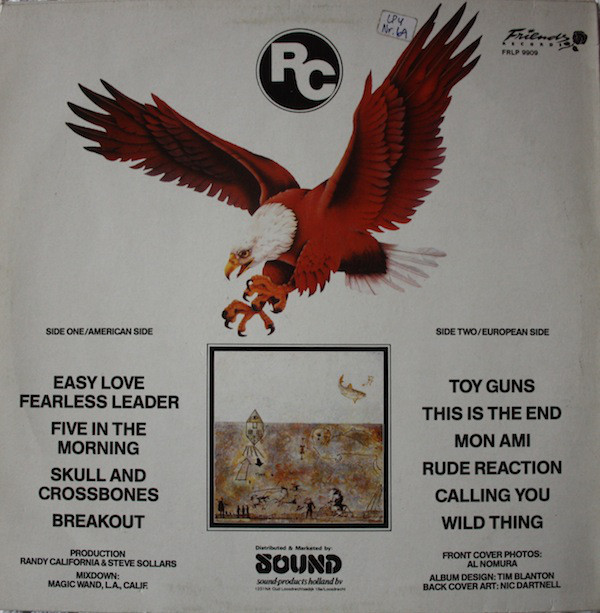 LP4
Nr. 69
RC
Friends
RECORDS
FRLP 9909
SIDE ONE/AMERICAN SIDE
EASY LOVE
FEARLESS LEADER
FIVE IN THE
MORNING
SKULL AND
CROSSBONES
BREAKOUT
PRODUCTION
RANDY CALIFORNIA & STEVE SOLLARS
MIXDOWN:
MAGIC WAND, L.A., CALIF.
SIDE TWO/EUROPEAN SIDE
TOY GUNS
THIS IS THE END
MON AMI
RUDE REACTION
CALLING YOU
WILD THING
Distributed & Marketed by:
SOUND
sound-products holland bv
FRONT COVER PHOTOS:
AL NOMURA
ALBUM DESIGN: TIM BLANTON
BACK COVER ART: NIC DARTNELL